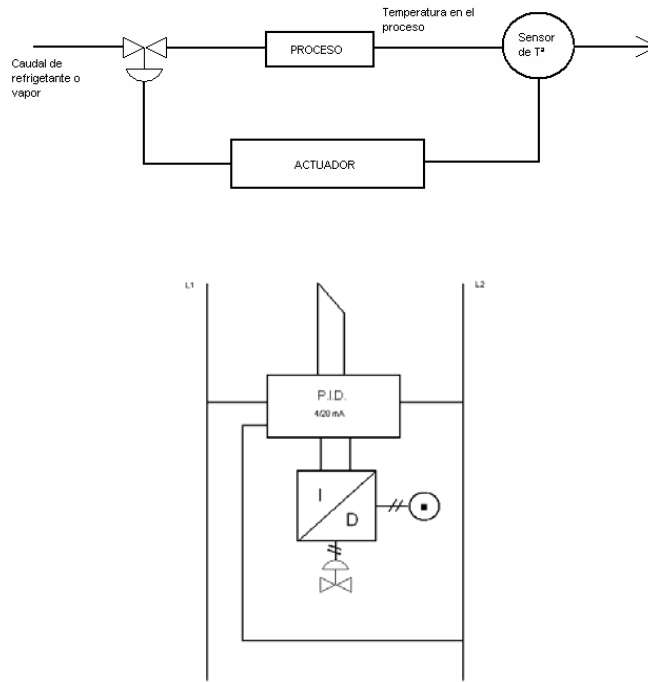 Temperatura en el
proceso
Sensor
de Tª
PROCESO
Caudal de
refrigetante o
vapor
ACTUADOR
L1
L2
P.I.D.
4/20 mA
I
D